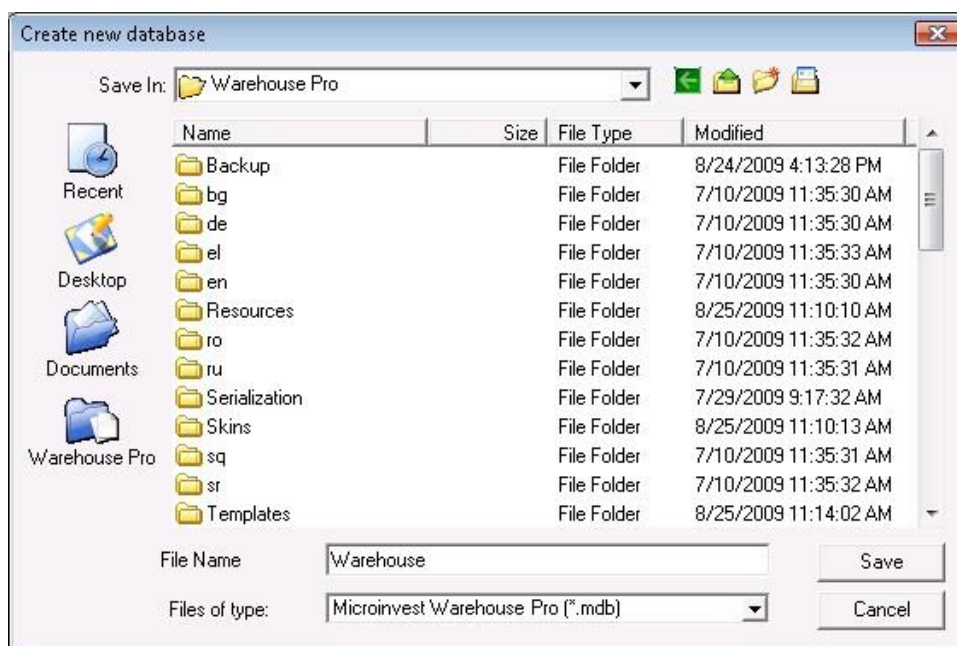 Create new database
Save In: Warehouse Pro
Name Size File Type Modified
Backup File Folder 8/24/2009 4:13:28 PM
bg File Folder 7/10/2009 11:35:30 AM
de File Folder 7/10/2009 11:35:30 AM
el File Folder 7/10/2009 11:35:33 AM
en File Folder 7/10/2009 11:35:30 AM
Resources File Folder 8/25/2009 11:10:10 AM
ro File Folder 7/10/2009 11:35:32 AM
ru File Folder 7/10/2009 11:35:31 AM
Serialization File Folder 7/29/2009 9:17:32 AM
Skins File Folder 8/25/2009 11:10:13 AM
sq File Folder 7/10/2009 11:35:31 AM
sr File Folder 7/10/2009 11:35:32 AM
Templates File Folder 8/25/2009 11:14:02 AM
Recent
Desktop
Documents
Warehouse Pro
File Name Warehouse Save
Files of type: Microinvest Warehouse Pro (*.mdb) Cancel